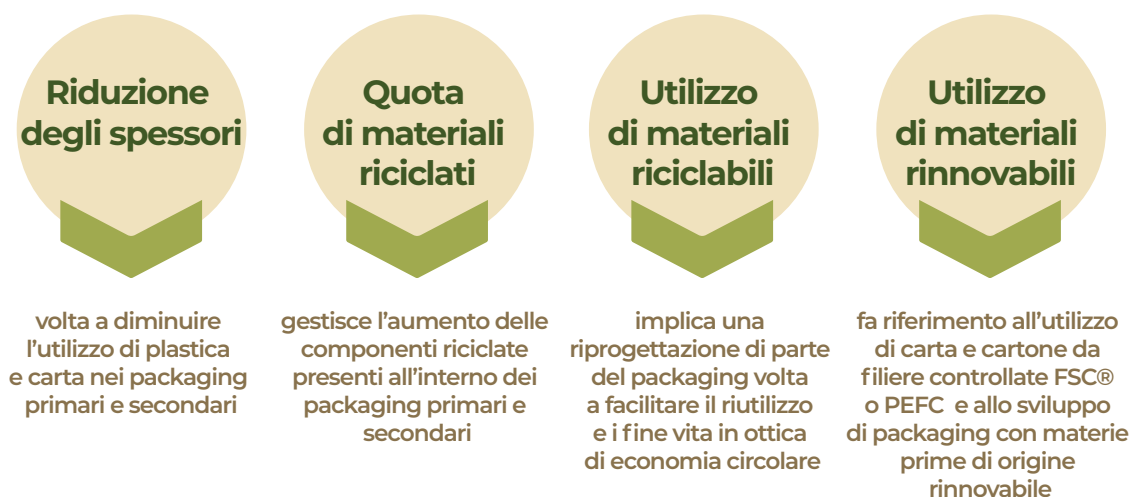 Riduzione
degli spessori
volta a diminuire
l'utilizzo di plastica
e carta nei packaging
primari e secondari
Quota
di materiali
riciclati
gestisce l'aumento delle
componenti riciclate
presenti all'interno dei
packaging primari e
secondari
Utilizzo
di materiali
riciclabili
implica una
riprogettazione di parte
del packaging volta
a facilitare il riutilizzo
e i fine vita in ottica
di economia circolare
Utilizzo
di materiali
rinnovabili
fa riferimento all'utilizzo
di carta e cartone da
filiere controllate FSC®
o PEFC e allo sviluppo
di packaging con materie
prime di origine
rinnovabile